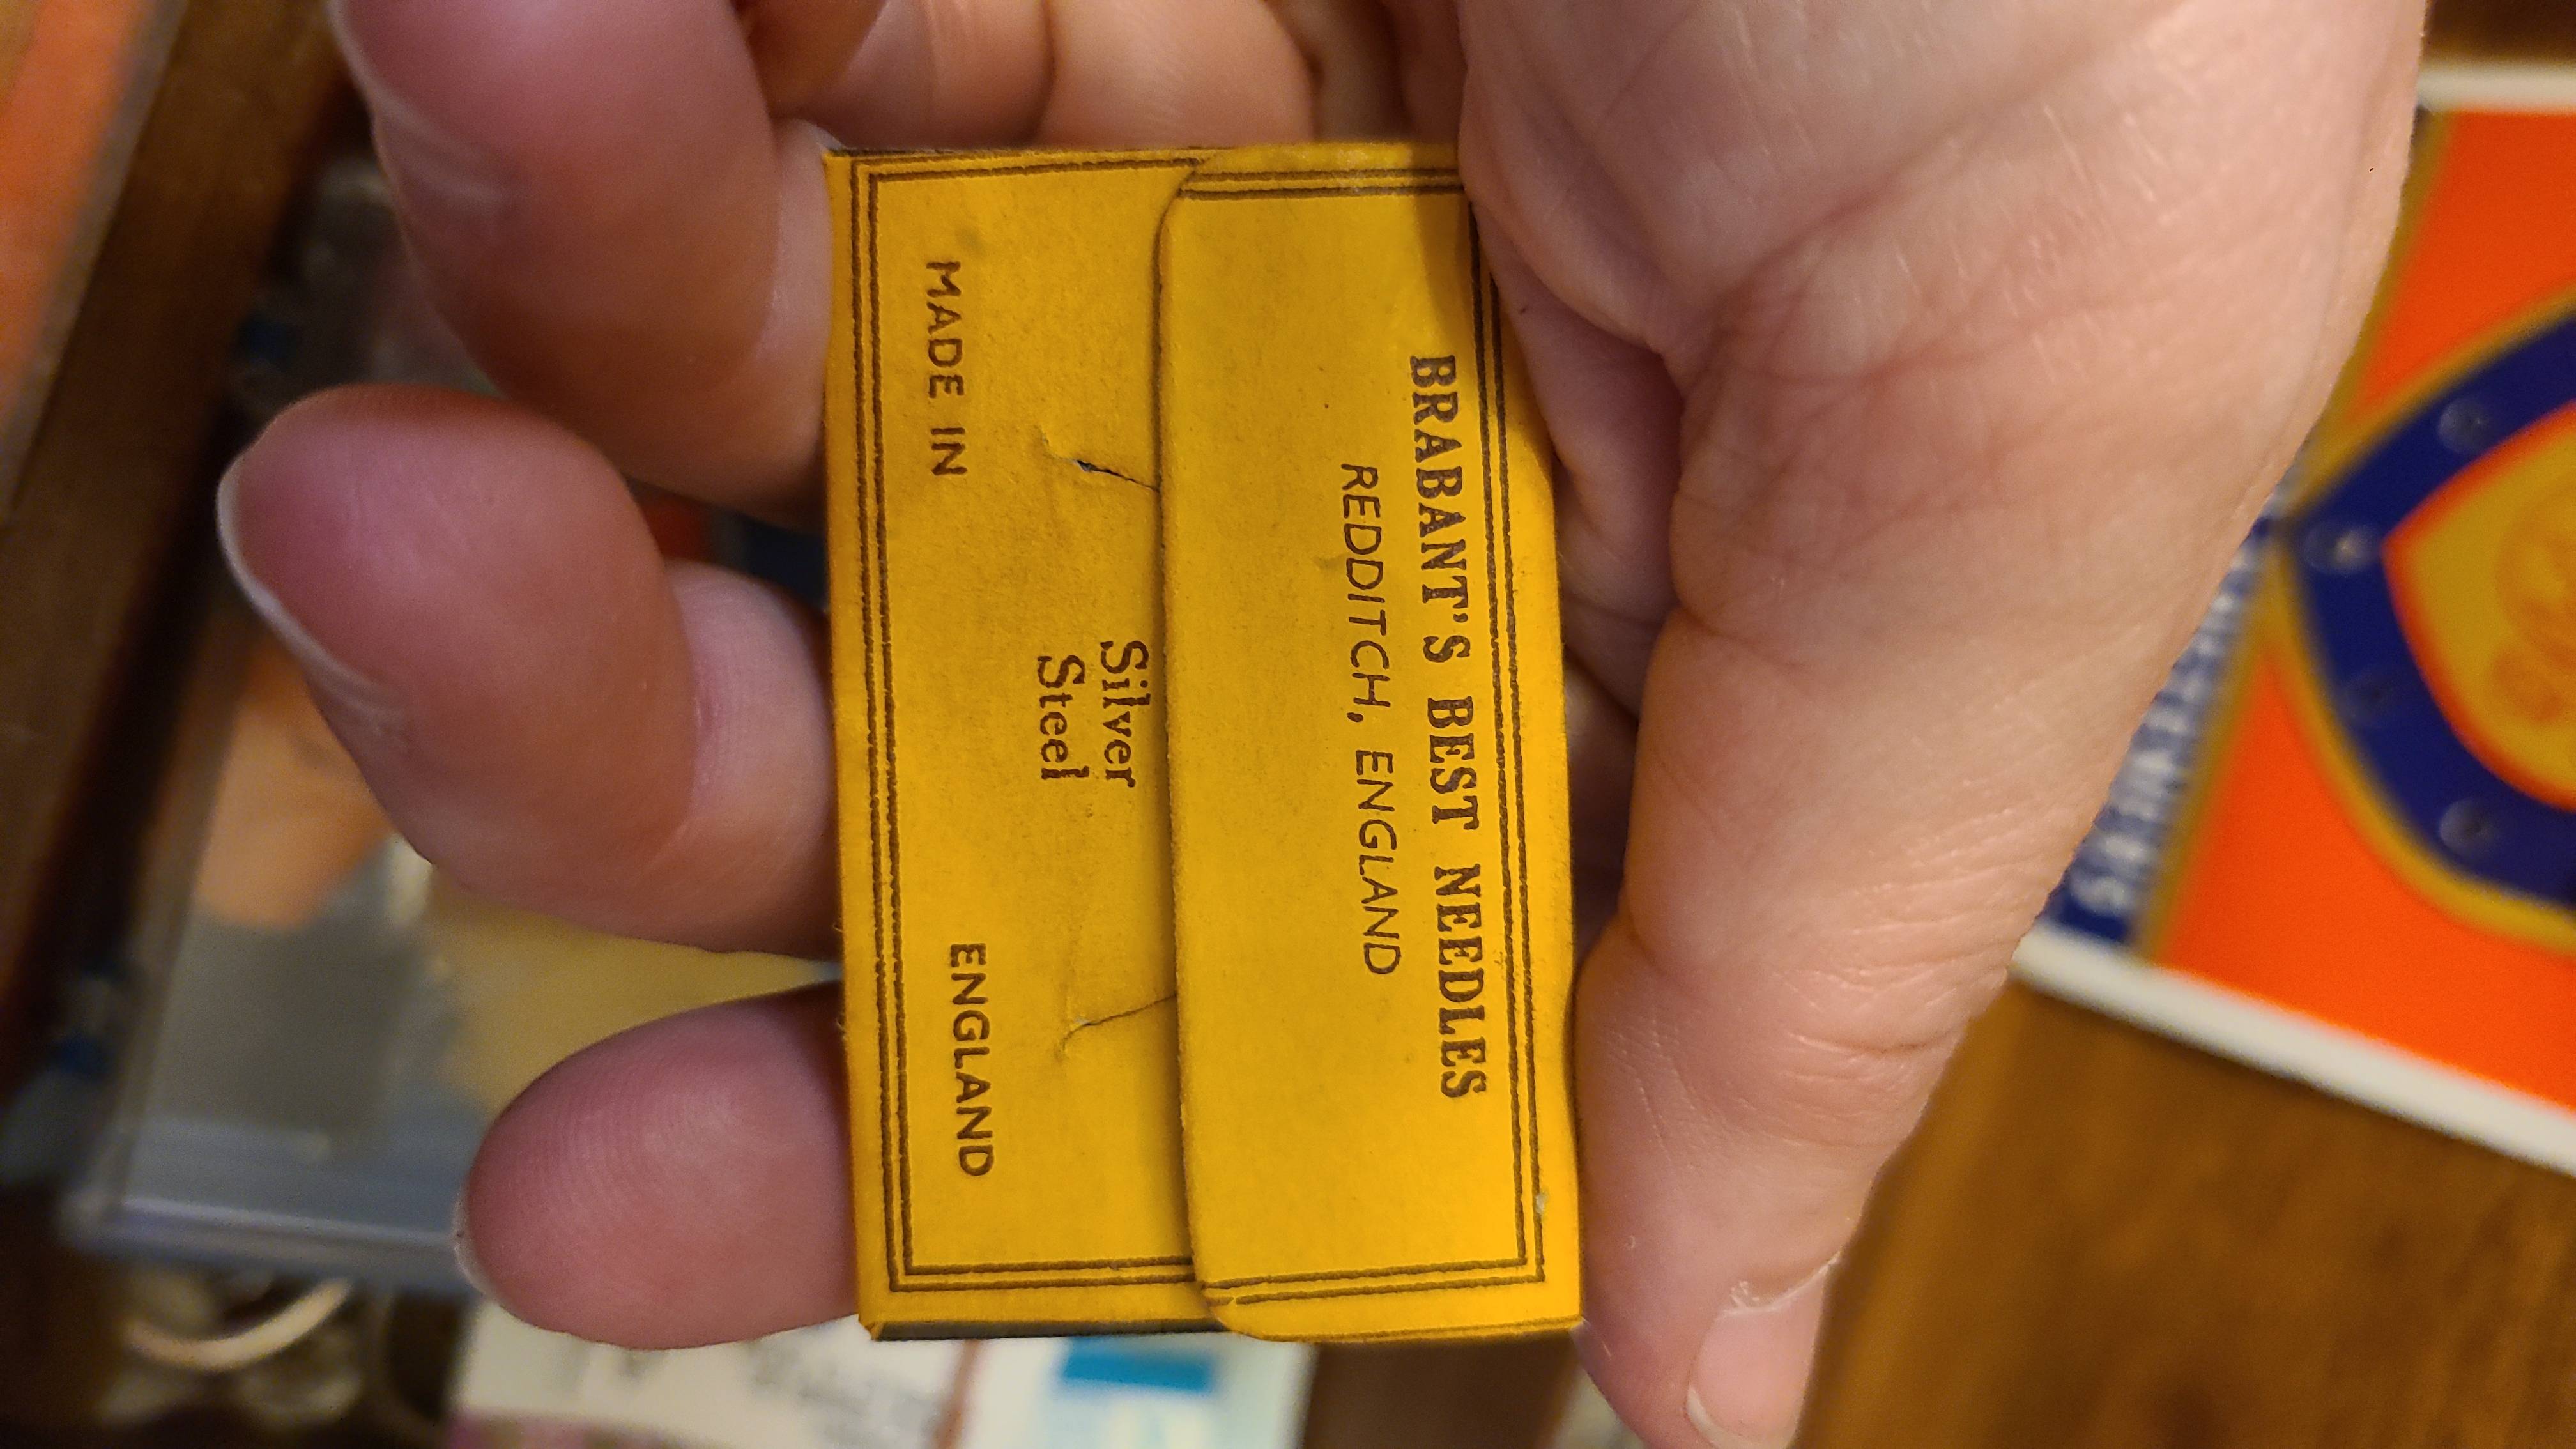 BRABANT'S BEST NEEDLES
REDDITCH, ENGLAND
Silver
Steel
MADE IN ENGLAND